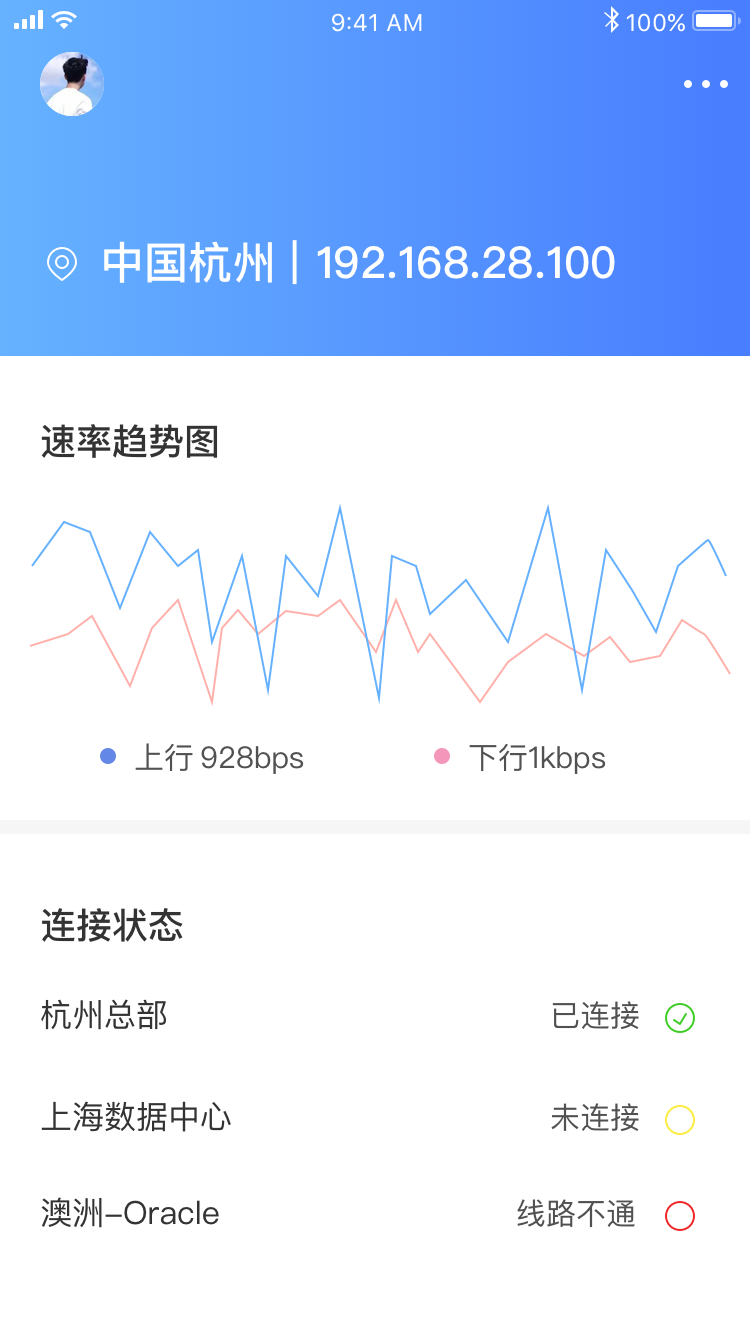 9:41 AM 100%
中国杭州 | 192.168.28.100
速率趋势图
上行 928bps 下行1kbps
连接状态
杭州总部 已连接
上海数据中心 未连接
澳洲–Oracle 线路不通